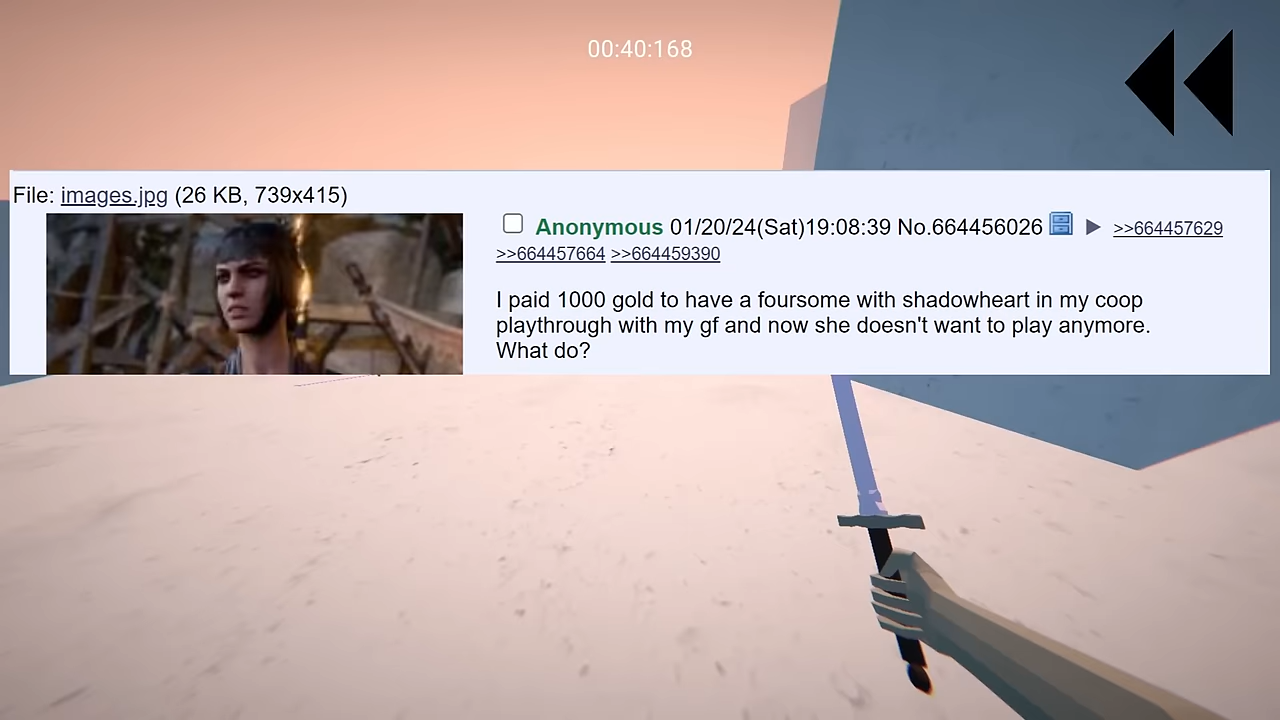 00:40:168
File: images.jpg (26 KB, 739x415)
Anonymous 01/20/24(Sat)19:08:39 No.664456026 ▶ >>664457629
>>664457664 >>664459390
I paid 1000 gold to have a foursome with shadowheart in my coop
playthrough with my gf and now she doesn't want to play anymore.
What do?